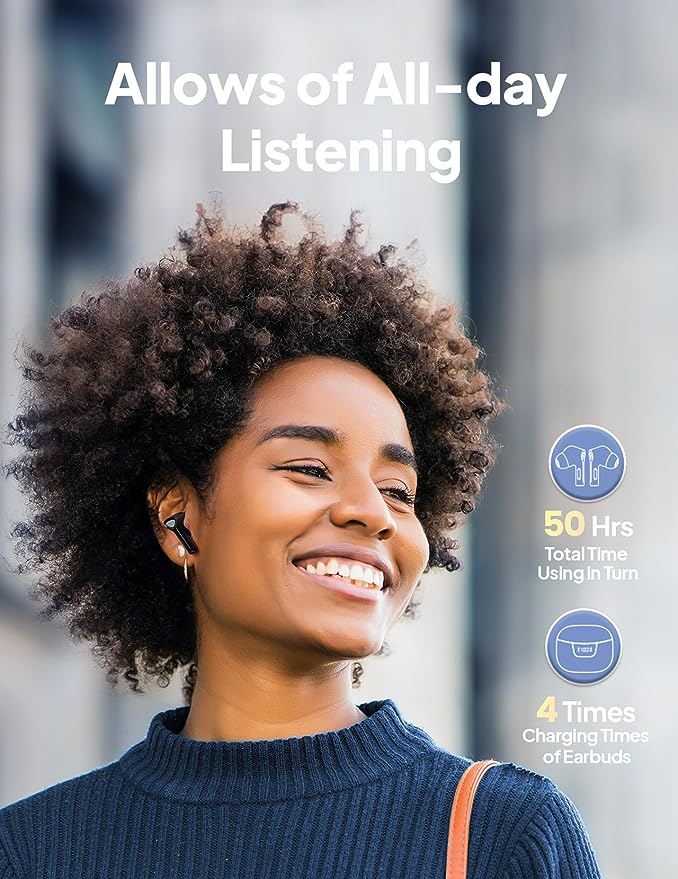 Allows of All-day
Listening
50 Hrs
Total Time
Using In Turn
4 Times
Charging Times
of Earbuds